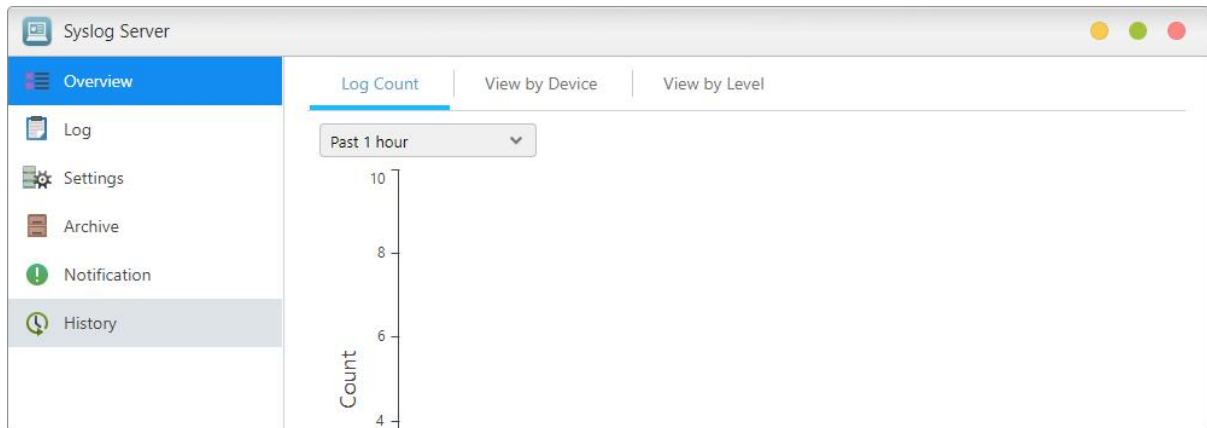 Syslog Server
Overview
Log
Settings
Archive
Notification
History
Log Count
View by Device
View by Level
Past 1 hour
10
8
6
4
Count